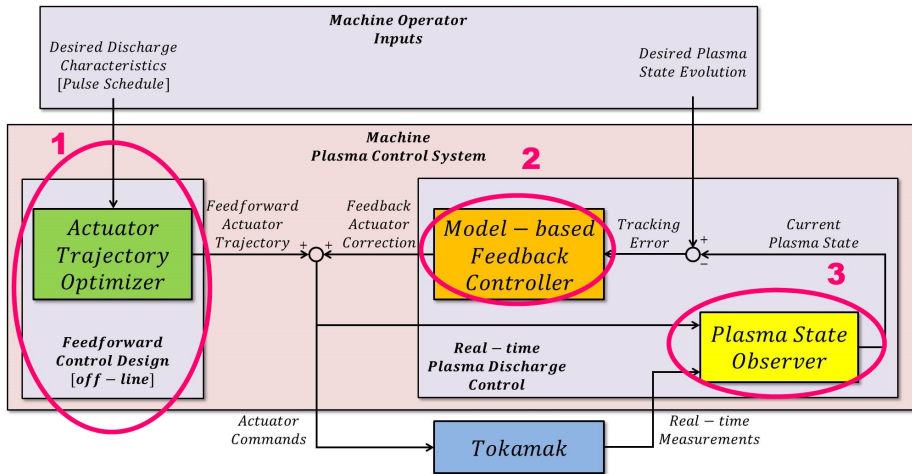 Machine Operator
Inputs
Desired Discharge
Characteristics
[Pulse Schedule]
Desired Plasma
State Evolution
Machine
Plasma Control System
1
2
Feedforward
Actuator
Trajectory
Feedback
Actuator
Correction
Tracking
Error
Current
Plasma State
Actuator
Trajectory
Optimizer
+
+
Model − based
Feedback
Controller
+
−
3
Plasma State
Observer
Feedforward
Control Design
[off − line]
Real − time
Plasma Discharge
Control
Actuator
Commands
Tokamak
Real − time
Measurements